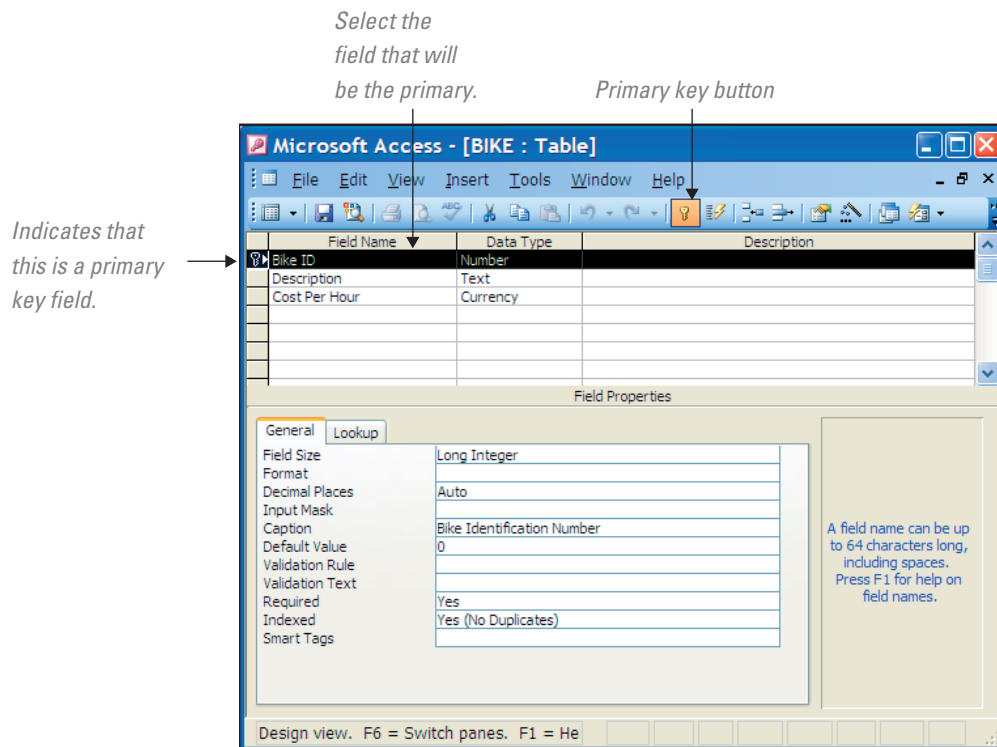 Select the
field that will
be the primary.
Primary key button
Indicates that
this is a primary
key field.
Microsoft Access - [BIKE : Table]
File Edit View Insert Tools Window Help
ABC
Field Name Data Type Description
Bike ID Number
Description Text
Cost Per Hour Currency
Field Properties
General Lookup
Field Size Long Integer
Format
Decimal Places Auto
Input Mask
Caption Bike Identification Number
Default Value 0
Validation Rule
Validation Text
Required Yes
Indexed Yes (No Duplicates)
Smart Tags
A field name can be up
to 64 characters long,
including spaces.
Press F1 for help on
field names.
Design view. F6 = Switch panes. F1 = He